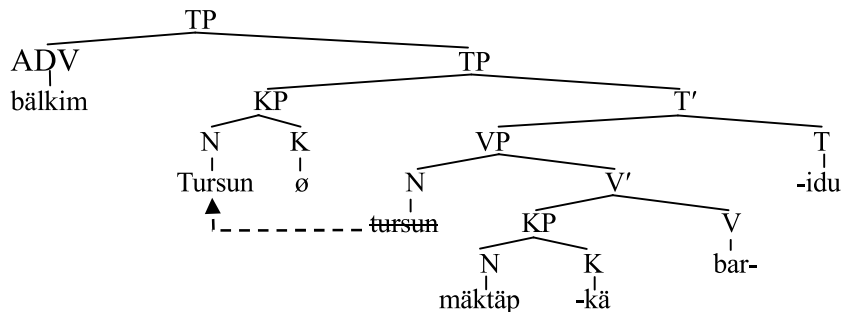 TP
ADV TP
bälkim KP T′
N K VP T
Tursun ø N V′ -idu
tursun KP V
N K bar-
mäktäp -kä